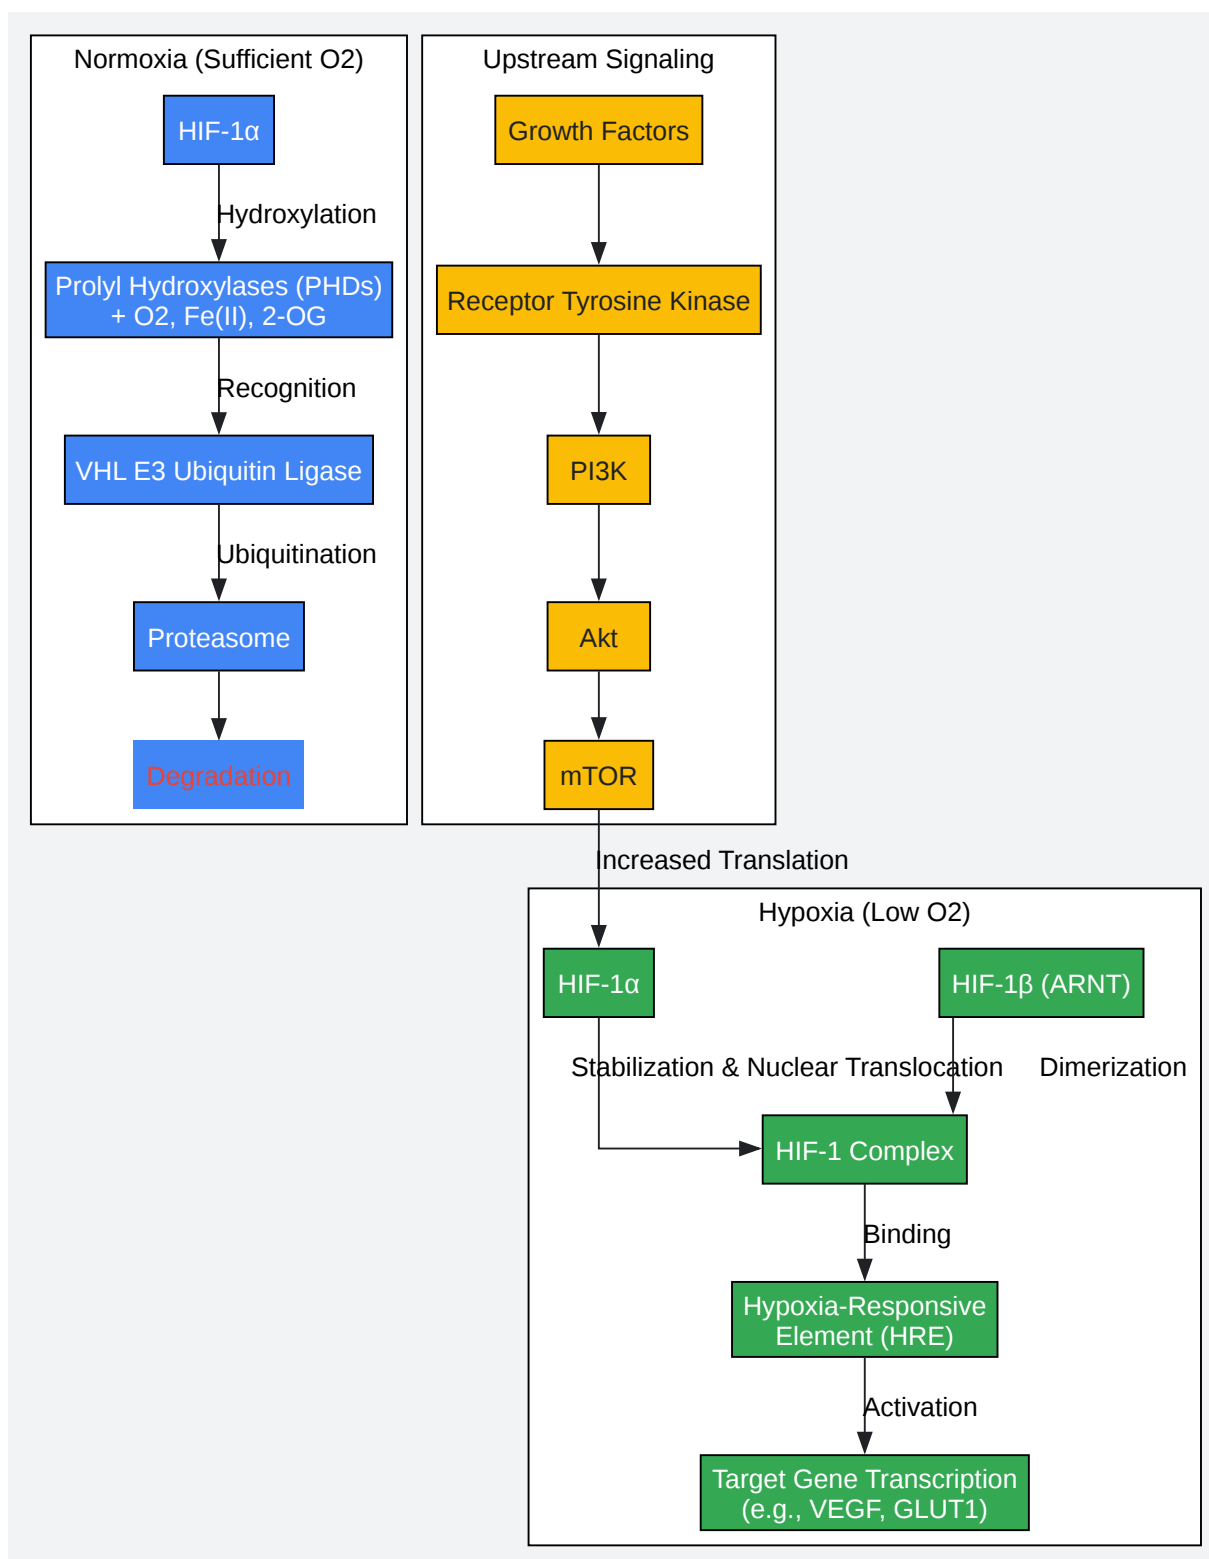 Normoxia (Sufficient O2)
HIF-1α
Hydroxylation
Prolyl Hydroxylases (PHDs)
+ O2, Fe(II), 2-OG
Recognition
VHL E3 Ubiquitin Ligase
Ubiquitination
Proteasome
Degradation
Upstream Signaling
Growth Factors
Receptor Tyrosine Kinase
PI3K
Akt
mTOR
Increased Translation
Hypoxia (Low O2)
HIF-1α
HIF-1β (ARNT)
Stabilization & Nuclear Translocation
Dimerization
HIF-1 Complex
Binding
Hypoxia-Responsive
Element (HRE)
Activation
Target Gene Transcription
(e.g., VEGF, GLUT1)